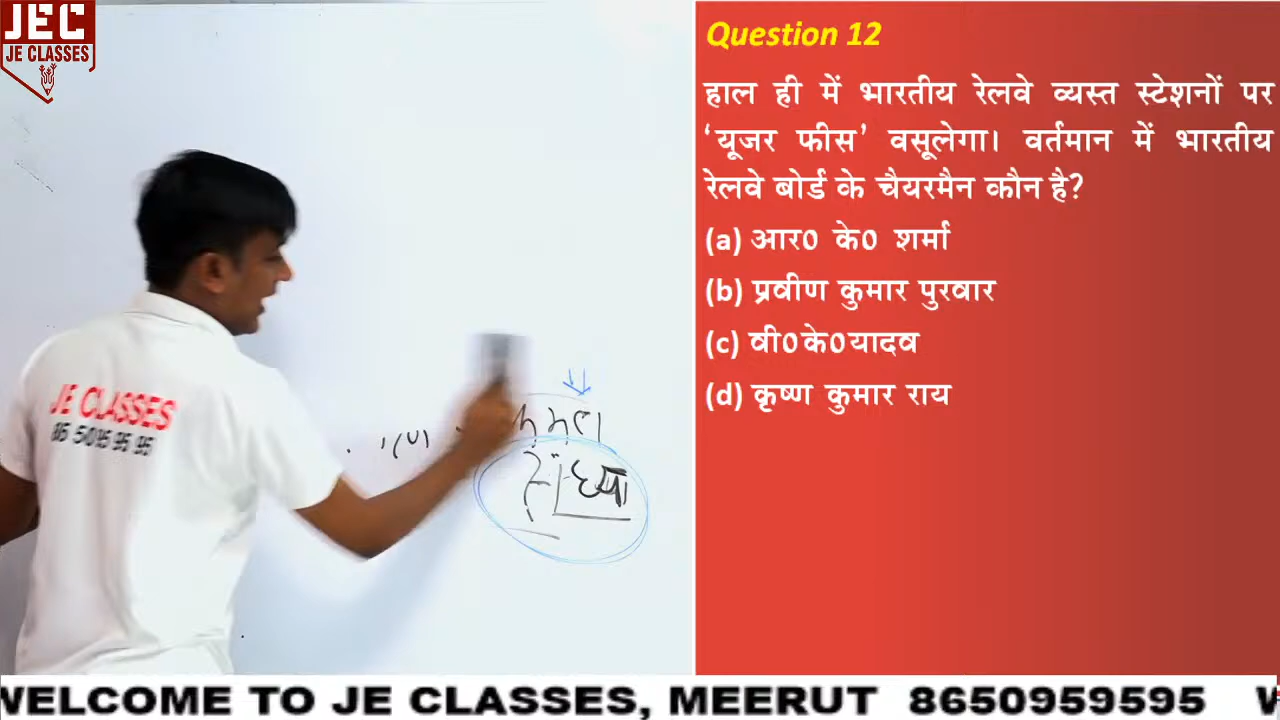 JEC
JE CLASSES
Question 12
हाल ही में भारतीय रेलवे व्यस्त स्टेशनों पर
‘यूजर फीस’ वसूलेगा। वर्तमान में भारतीय
रेलवे बोर्ड के चैयरमैन कौन है?
(a) आर0 के0 शर्मा
(b) प्रवीण कुमार पुरवार
(c) वी0के0यादव
(d) कृष्ण कुमार राय
JE CLASSES
WELCOME TO JE CLASSES, MEERUT 8650959595